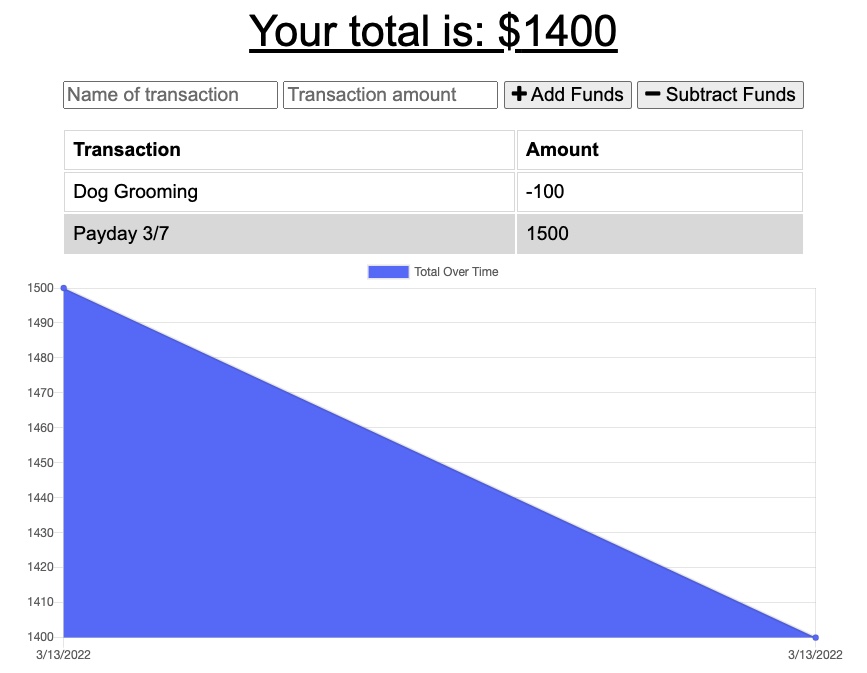 Your total is: $1400
Name of transaction Transaction amount + Add Funds − Subtract Funds
Transaction Amount
Dog Grooming -100
Payday 3/7 1500
Total Over Time
1500
1490
1480
1470
1460
1450
1440
1430
1420
1410
1400
3/13/2022 3/13/2022